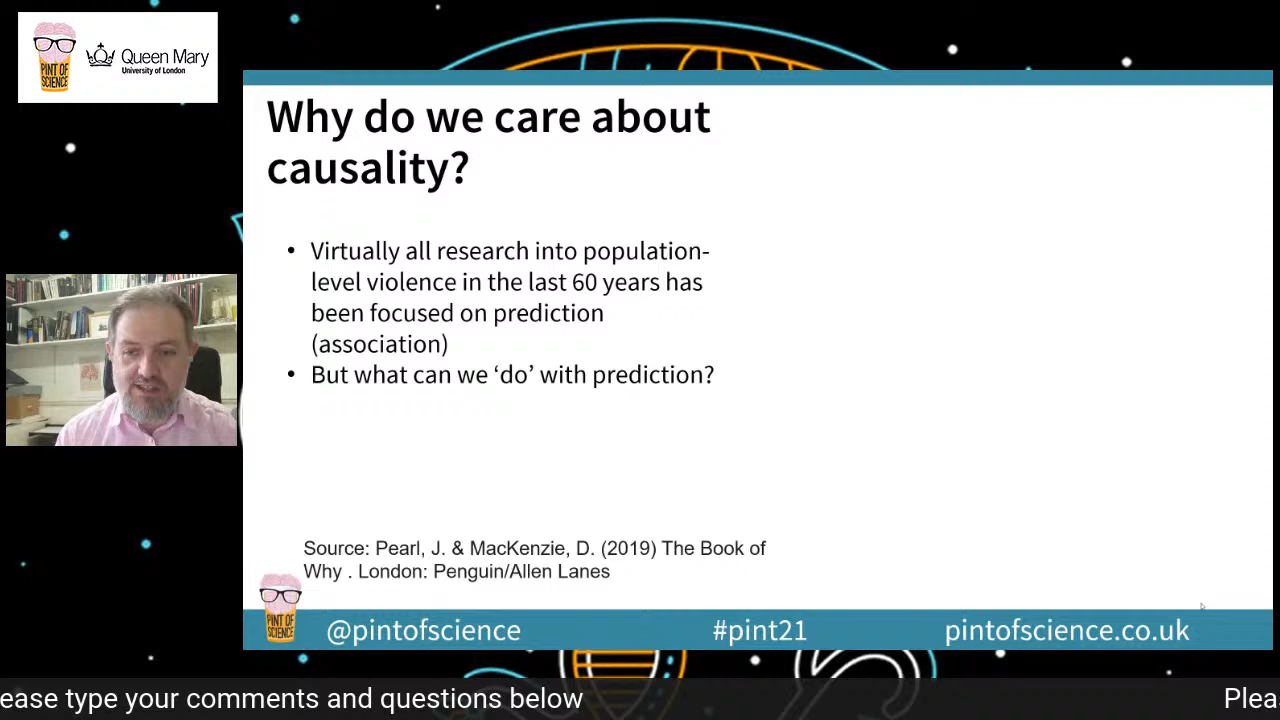 PINT OF
SCIENCE
Queen Mary
University of London
Why do we care about
causality?
• Virtually all research into population-
level violence in the last 60 years has
been focused on prediction
(association)
• But what can we ‘do’ with prediction?
Source: Pearl, J. & MacKenzie, D. (2019) The Book of
Why . London: Penguin/Allen Lanes
PINT OF
SCIENCE
@pintofscience
#pint21
pintofscience.co.uk
ease type your comments and questions below
Plea